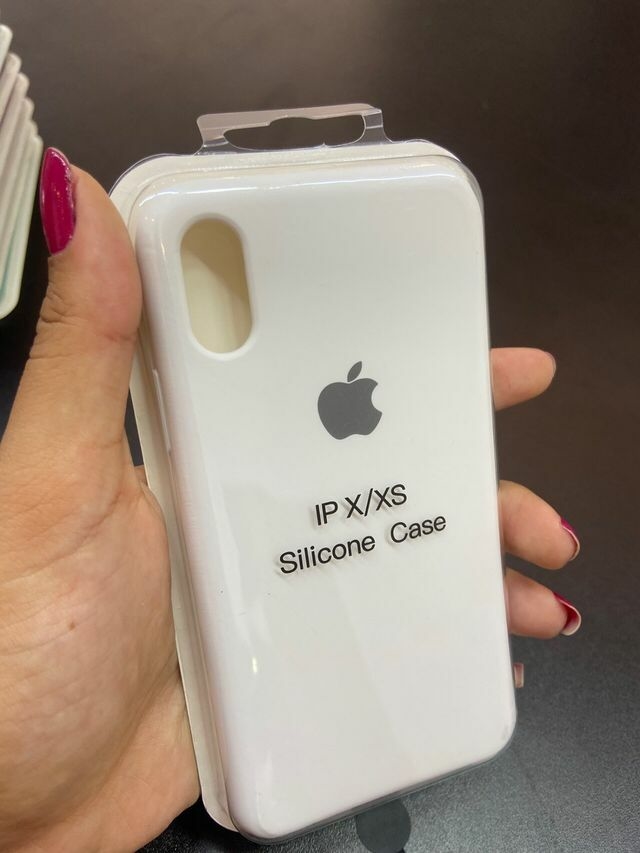 IP X/XS
Silicone Case